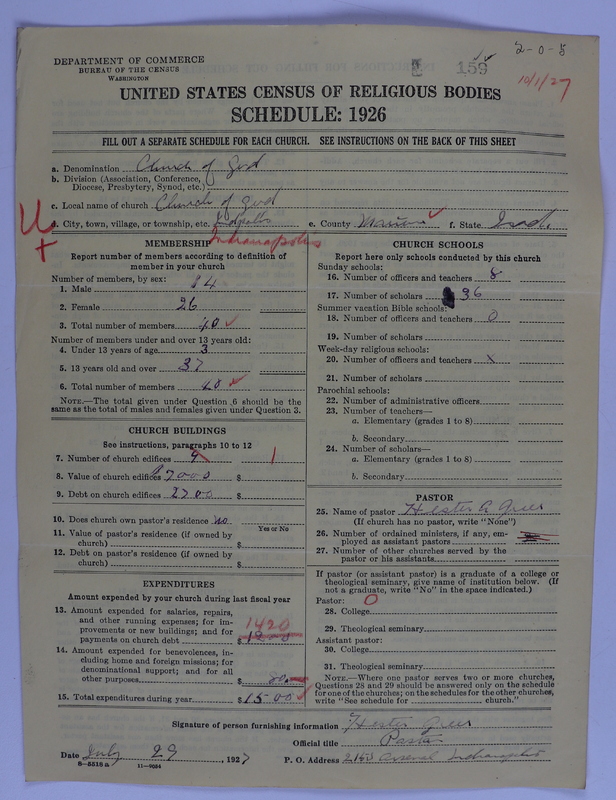 2-0-8
159
10/1/27
DEPARTMENT OF COMMERCE
BUREAU OF THE CENSUS
WASHINGTON
UNITED STATES CENSUS OF RELIGIOUS BODIES
SCHEDULE: 1926
FILL OUT A SEPARATE SCHEDULE FOR EACH CHURCH. SEE INSTRUCTIONS ON THE BACK OF THIS SHEET
a. Denomination Church of God
b. Division (Association, Conference,
Diocese, Presbytery, Synod, etc.)
c. Local name of church Church of God
d. City, town, village, or township, etc. e. County Marion f. State Ind.
Indianapolis
MEMBERSHIP
Report number of members according to definition of
member in your church
Number of members, by sex:
1. Male 14
2. Female 26
3. Total number of members 40
Number of members under and over 13 years old:
4. Under 13 years of age 3
5. 13 years old and over 37
6. Total number of members 40
NOTE.—The total given under Question 6 should be
the same as the total of males and females given under Question 3.
CHURCH BUILDINGS
See instructions, paragraphs 10 to 12
7. Number of church edifices 1
8. Value of church edifices $7000 $
9. Debt on church edifices 2700 $
10. Does church own pastor's residence no
Yes or No
11. Value of pastor's residence (if owned by
church) $
12. Debt on pastor's residence (if owned by
church) $
EXPENDITURES
Amount expended by your church during last fiscal year
13. Amount expended for salaries, repairs,
and other running expenses; for im-
provements or new buildings; and for
payments on church debt $ 1420
14. Amount expended for benevolences, in-
cluding home and foreign missions; for
denominational support; and for all
other purposes $ 80
15. Total expenditures during year $ 1500
CHURCH SCHOOLS
Report here only schools conducted by this church
Sunday schools:
16. Number of officers and teachers 8
17. Number of scholars 36
Summer vacation Bible schools:
18. Number of officers and teachers 0
19. Number of scholars
Week-day religious schools:
20. Number of officers and teachers x
21. Number of scholars
Parochial schools:
22. Number of administrative officers
23. Number of teachers—
a. Elementary (grades 1 to 8)
b. Secondary
24. Number of scholars—
a. Elementary (grades 1 to 8)
b. Secondary
PASTOR
25. Name of pastor Hester A. Greer
(If church has no pastor, write "None")
26. Number of ordained ministers, if any, em-
ployed as assistant pastors
27. Number of other churches served by the
pastor or his assistants
If pastor (or assistant pastor) is a graduate of a college or
theological seminary, give name of institution below. (If
not a graduate, write "No" in the space indicated.)
Pastor: 0
28. College
29. Theological seminary
Assistant pastor:
30. College
31. Theological seminary
NOTE.—Where one pastor serves two or more churches,
Questions 28 and 29 should be answered only on the schedule
for one of the churches; on the schedules for the other churches,
write "See schedule for church."
Signature of person furnishing information Hester Greer
Official title Pastor
Date July 29, 1927 P. O. Address Arsenal Indianapolis
8-5518a 11-9034